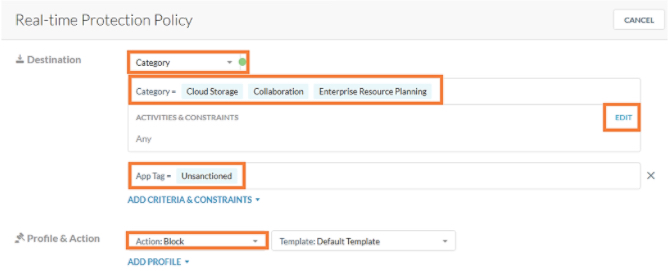 Real-time Protection Policy
CANCEL
Destination
Category
Category = Cloud Storage Collaboration Enterprise Resource Planning
ACTIVITIES & CONSTRAINTS
EDIT
Any
App Tag = Unsanctioned
ADD CRITERIA & CONSTRAINTS
Profile & Action
Action: Block
Template: Default Template
ADD PROFILE